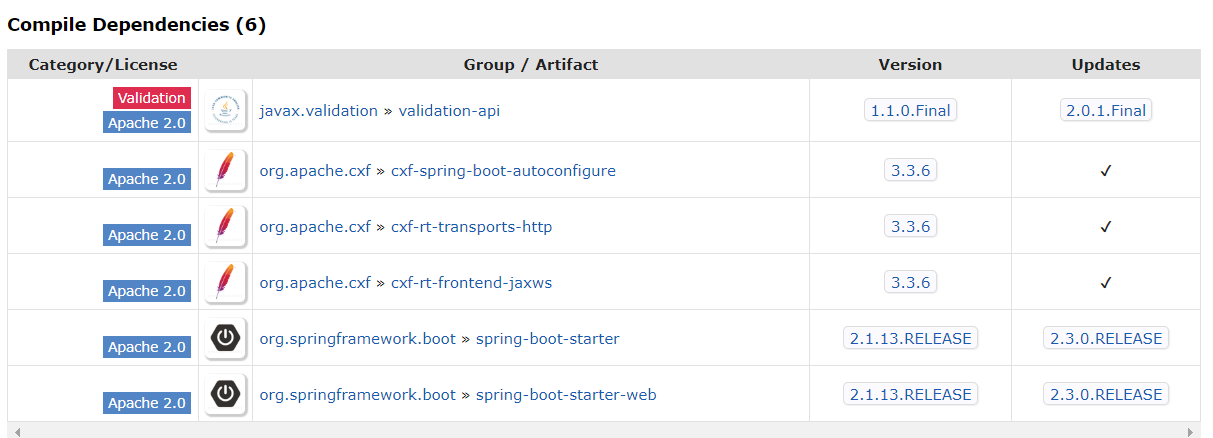 Compile Dependencies (6)
Category/License Group / Artifact Version Updates
Validation
Apache 2.0
javax.validation » validation-api 1.1.0.Final 2.0.1.Final
Apache 2.0 org.apache.cxf » cxf-spring-boot-autoconfigure 3.3.6 ✓
Apache 2.0 org.apache.cxf » cxf-rt-transports-http 3.3.6 ✓
Apache 2.0 org.apache.cxf » cxf-rt-frontend-jaxws 3.3.6 ✓
Apache 2.0 org.springframework.boot » spring-boot-starter 2.1.13.RELEASE 2.3.0.RELEASE
Apache 2.0 org.springframework.boot » spring-boot-starter-web 2.1.13.RELEASE 2.3.0.RELEASE